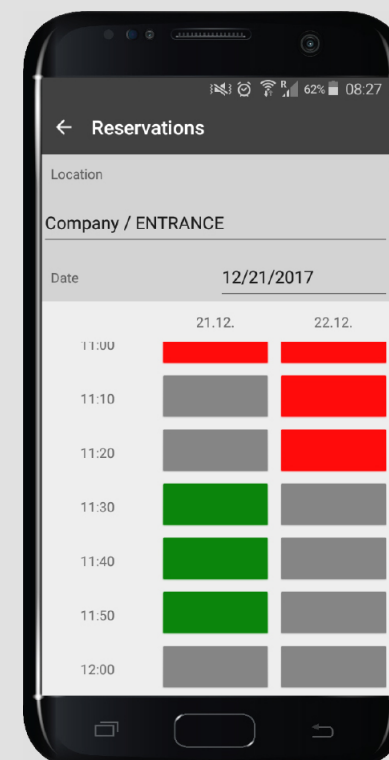 62% 08:27
Reservations
Location
Company / ENTRANCE
Date 12/21/2017
21.12. 22.12.
11:00
11:10
11:20
11:30
11:40
11:50
12:00